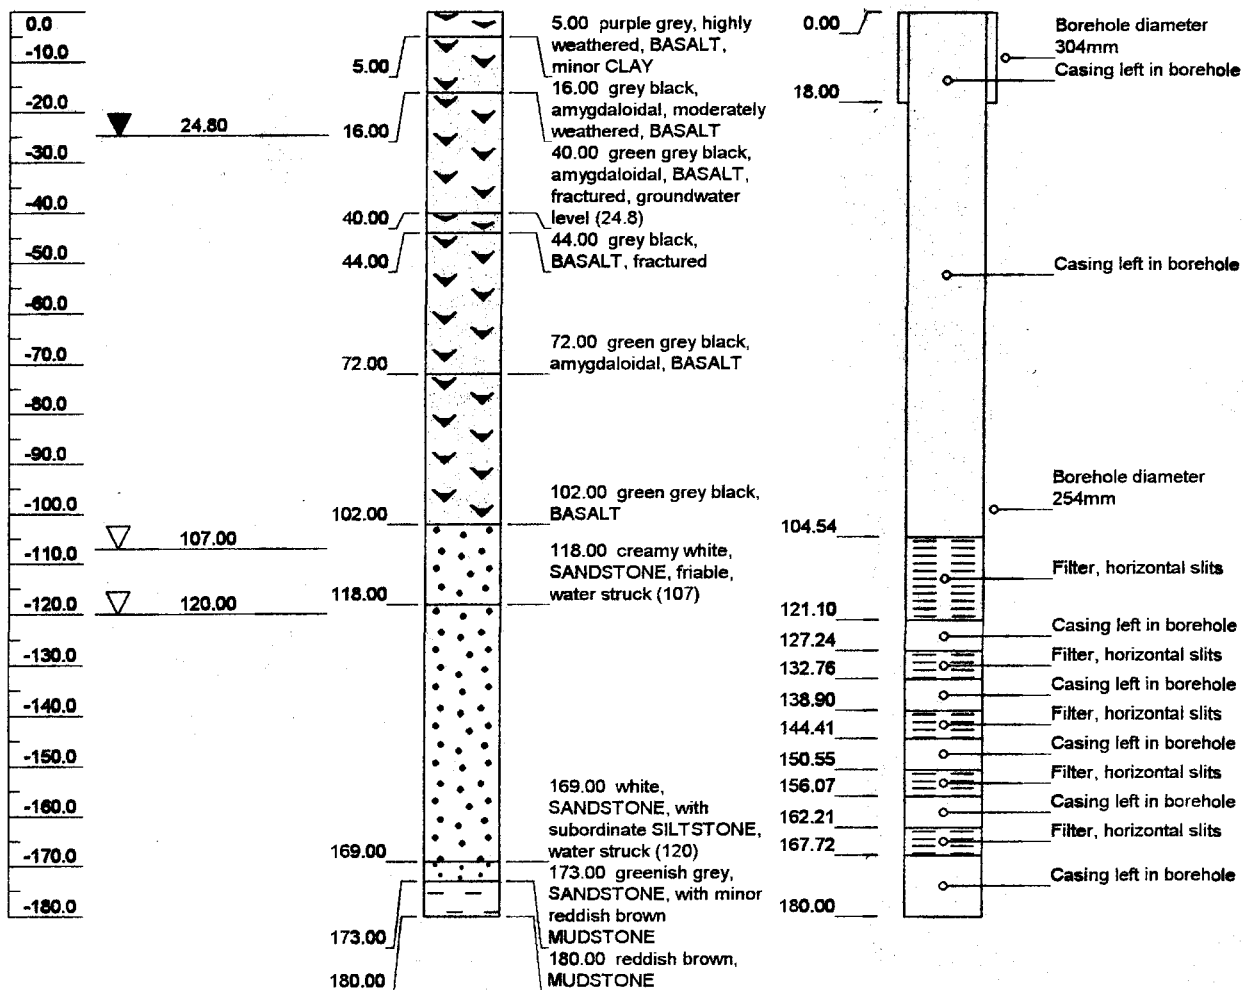 0.0
-10.0
-20.0
-30.0
-40.0
-50.0
-60.0
-70.0
-80.0
-90.0
-100.0
-110.0
-120.0
-130.0
-140.0
-150.0
-160.0
-170.0
-180.0
24.80
107.00
120.00
5.00
16.00
40.00
44.00
72.00
102.00
118.00
169.00
173.00
180.00
5.00 purple grey, highly
weathered, BASALT,
minor CLAY
16.00 grey black,
amygdaloidal, moderately
weathered, BASALT
40.00 green grey black,
amygdaloidal, BASALT,
fractured, groundwater
level (24.8)
44.00 grey black,
BASALT, fractured
72.00 green grey black,
amygdaloidal, BASALT
102.00 green grey black,
BASALT
118.00 creamy white,
SANDSTONE, friable,
water struck (107)
169.00 white,
SANDSTONE, with
subordinate SILTSTONE,
water struck (120)
173.00 greenish grey,
SANDSTONE, with minor
reddish brown
MUDSTONE
180.00 reddish brown,
MUDSTONE
0.00
18.00
104.54
121.10
127.24
132.76
138.90
144.41
150.55
156.07
162.21
167.72
180.00
Borehole diameter
304mm
Casing left in borehole
Casing left in borehole
Borehole diameter
254mm
Filter, horizontal slits
Casing left in borehole
Filter, horizontal slits
Casing left in borehole
Filter, horizontal slits
Casing left in borehole
Filter, horizontal slits
Casing left in borehole
Filter, horizontal slits
Casing left in borehole